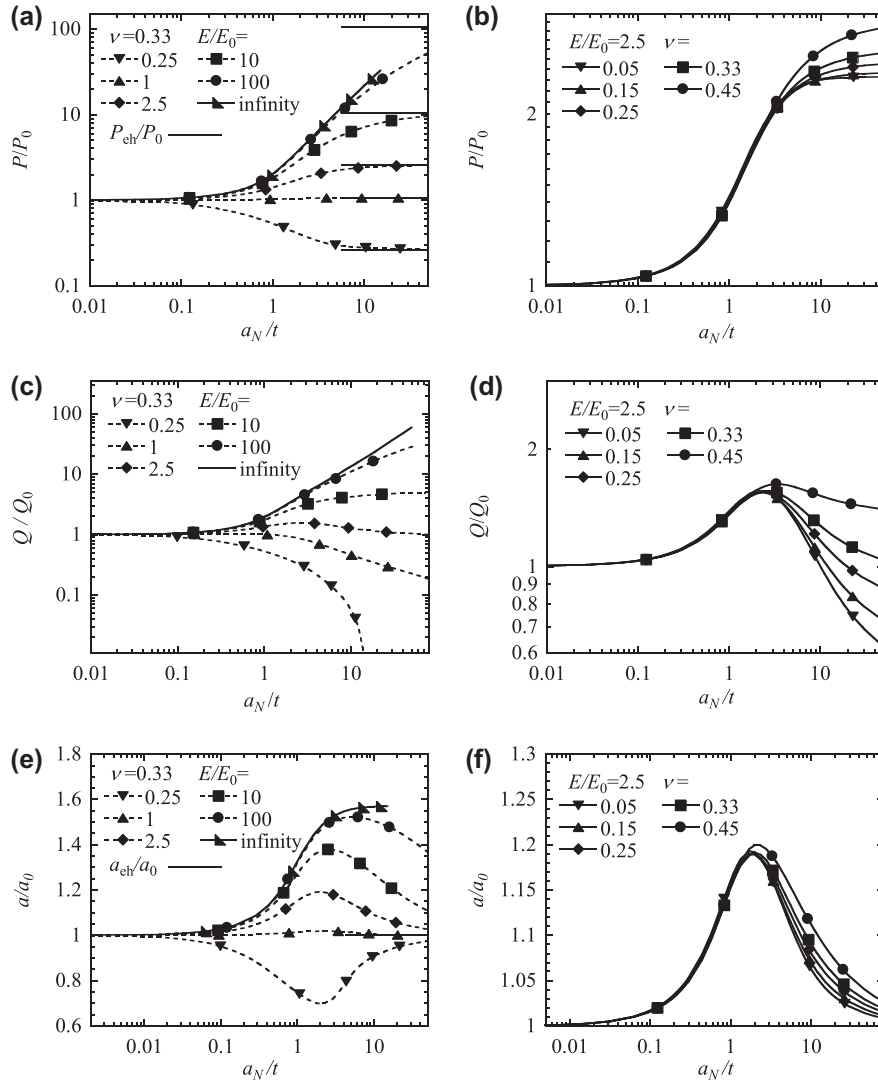 (a)
100
10
1
0.1
P/P0
ν=0.33 E/E0=
0.25 10
1 100
2.5 infinity
Peh/P0
0.01 0.1 1 10
aN/t
(b)
2
1
P/P0
E/E0=2.5 ν=
0.05 0.33
0.15 0.45
0.25
0.01 0.1 1 10
aN/t
(c)
100
10
1
0.1
Q / Q0
ν=0.33 E/E0=
0.25 10
1 100
2.5 infinity
0.01 0.1 1 10
aN/t
(d)
2
1
0.9
0.8
0.7
0.6
Q/Q0
E/E0=2.5 ν=
0.05 0.33
0.15 0.45
0.25
0.01 0.1 1 10
aN/t
(e)
1.8
1.6
1.4
1.2
1.0
0.8
0.6
a/a0
ν=0.33 E/E0=
0.25 10
1 100
2.5 infinity
aeh/a0
0.01 0.1 1 10
aN/t
(f)
1.3
1.25
1.2
1.15
1.1
1.05
1
a/a0
E/E0=2.5 ν=
0.05 0.33
0.15 0.45
0.25
0.01 0.1 1 10
aN/t